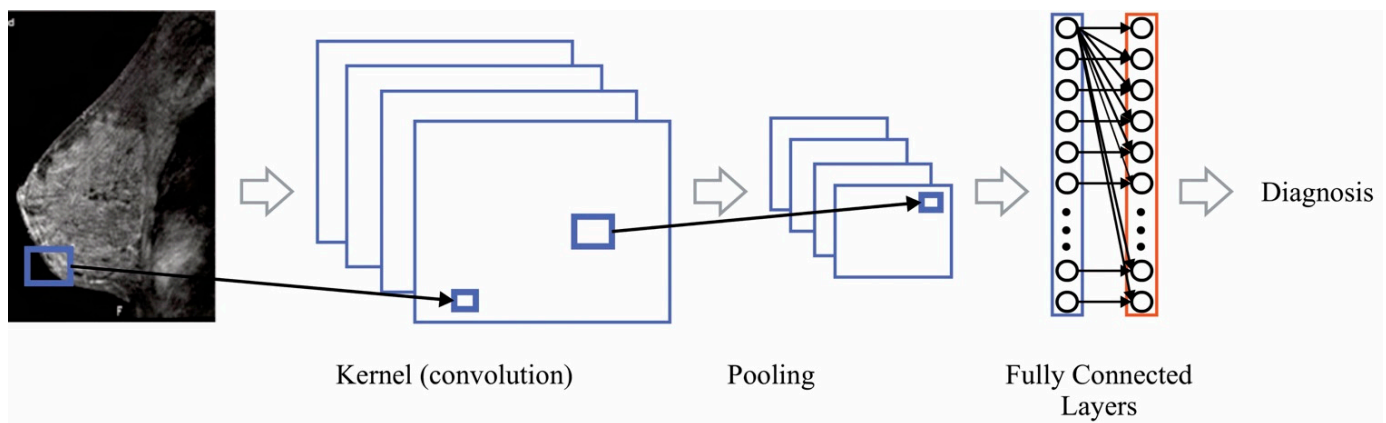 F
Kernel (convolution)
Pooling
Fully Connected
Layers
Diagnosis